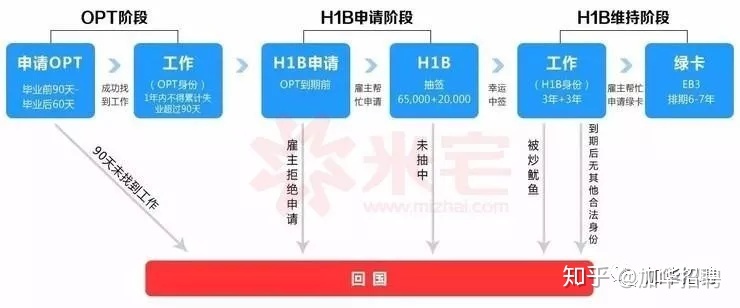 OPT阶段
H1B申请阶段
H1B维持阶段
申请OPT
毕业前90天-
毕业后60天
成功找
到工作
工作
（OPT身份）
1年内不得累计失
业超过90天
H1B申请
OPT到期前
雇主帮
忙申请
H1B
抽签
65,000+20,000
幸运
中签
工作
（H1B身份）
3年+3年
雇主帮忙
申请绿卡
绿卡
EB3
排期6-7年
90天未找到工作
雇主拒绝申请
未抽中
被炒鱿鱼
到期后无其他合法身份
米宅
www.mizhai.com
回国
知乎 @加华招聘